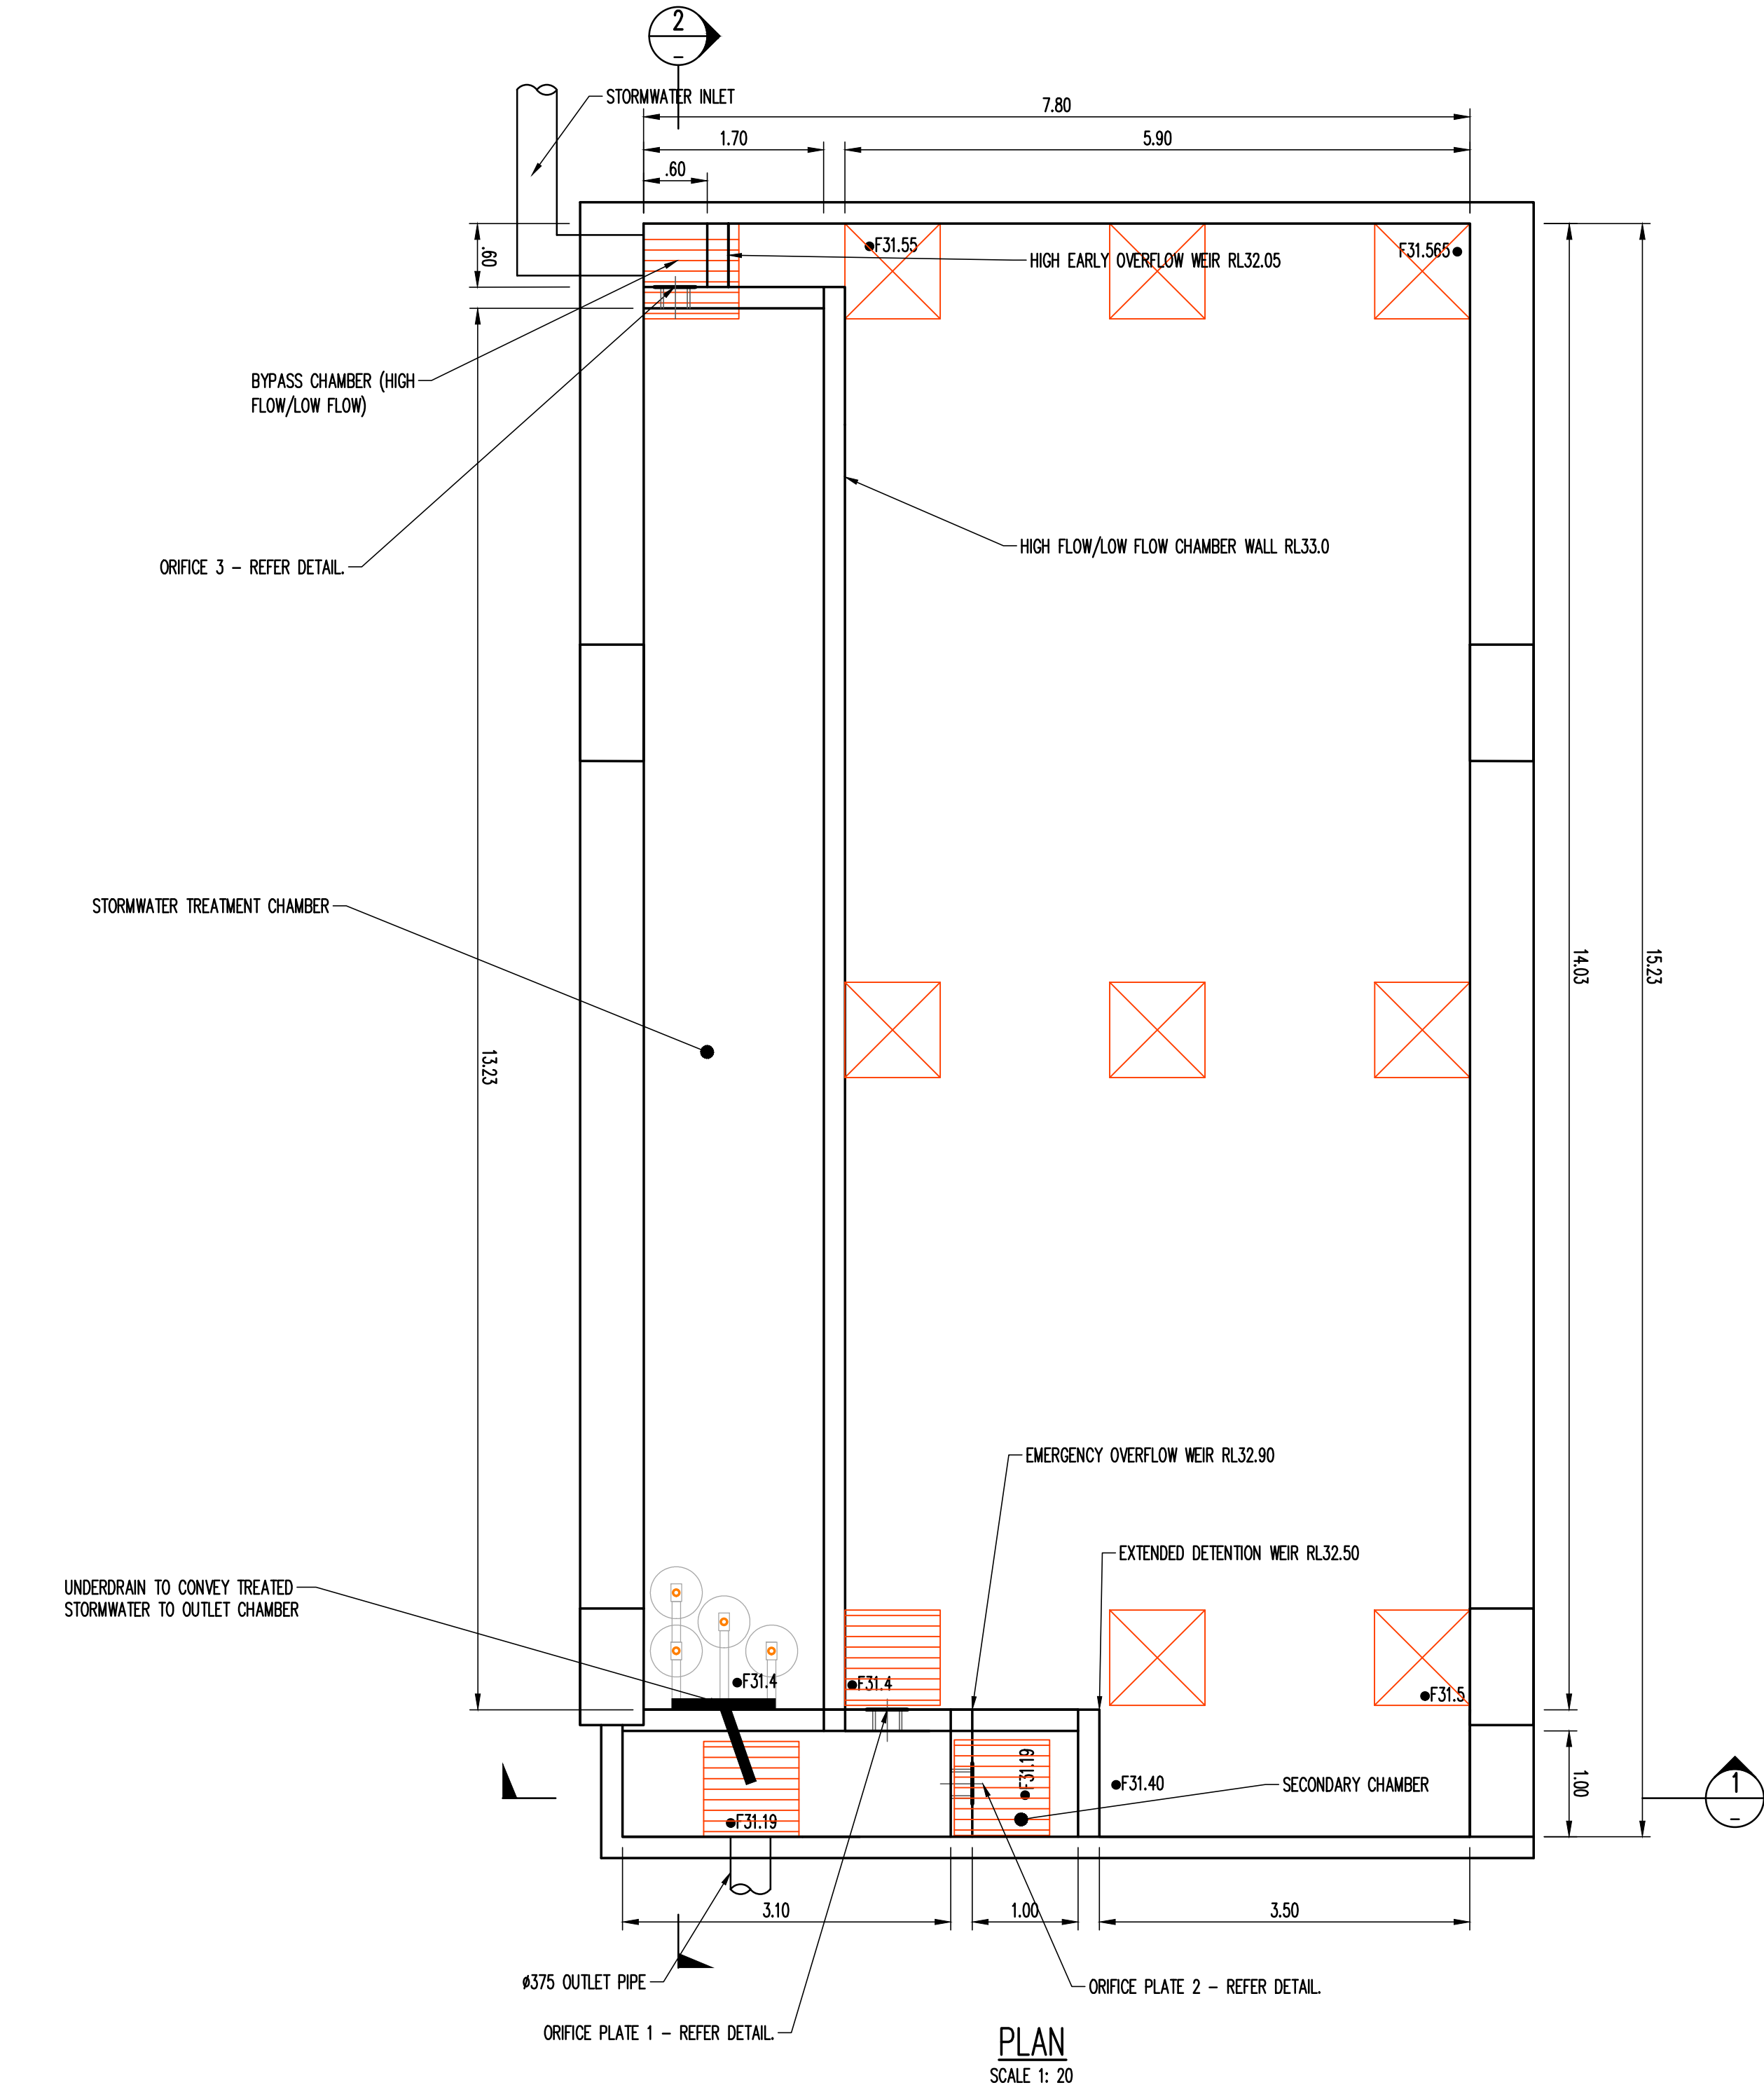 2
-
STORMWATER INLET
7.80
1.70
5.90
.60
.60
F31.55
F31.565
HIGH EARLY OVERFLOW WEIR RL32.05
BYPASS CHAMBER (HIGH
FLOW/LOW FLOW)
HIGH FLOW/LOW FLOW CHAMBER WALL RL33.0
ORIFICE 3 - REFER DETAIL.
STORMWATER TREATMENT CHAMBER
14.03
15.23
13.23
EMERGENCY OVERFLOW WEIR RL32.90
EXTENDED DETENTION WEIR RL32.50
UNDERDRAIN TO CONVEY TREATED
STORMWATER TO OUTLET CHAMBER
F31.4
F31.4
F31.5
F31.19
F31.40
SECONDARY CHAMBER
1.00
1
-
F31.19
3.10
1.00
3.50
ø375 OUTLET PIPE
ORIFICE PLATE 2 - REFER DETAIL.
ORIFICE PLATE 1 - REFER DETAIL.
PLAN
SCALE 1: 20